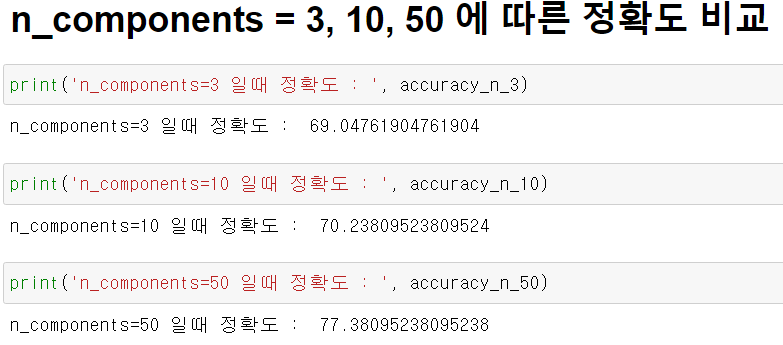 n_components = 3, 10, 50 에 따른 정확도 비교
print('n_components=3 일때 정확도 : ', accuracy_n_3)
n_components=3 일때 정확도 :  69.04761904761904
print('n_components=10 일때 정확도 : ', accuracy_n_10)
n_components=10 일때 정확도 :  70.23809523809524
print('n_components=50 일때 정확도 : ', accuracy_n_50)
n_components=50 일때 정확도 :  77.38095238095238